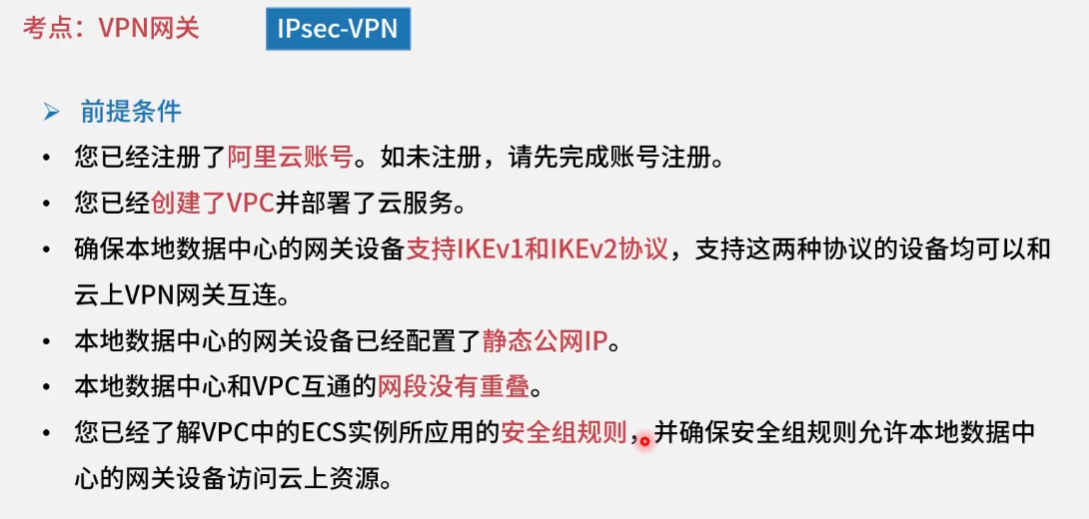 考点：VPN网关
IPsec-VPN
➢ 前提条件
• 您已经注册了阿里云账号。如未注册，请先完成账号注册。
• 您已经创建了VPC并部署了云服务。
• 确保本地数据中心的网关设备支持IKEv1和IKEv2协议，支持这两种协议的设备均可以和
云上VPN网关互连。
• 本地数据中心的网关设备已经配置了静态公网IP。
• 本地数据中心和VPC互通的网段没有重叠。
• 您已经了解VPC中的ECS实例所应用的安全组规则，并确保安全组规则允许本地数据中
心的网关设备访问云上资源。